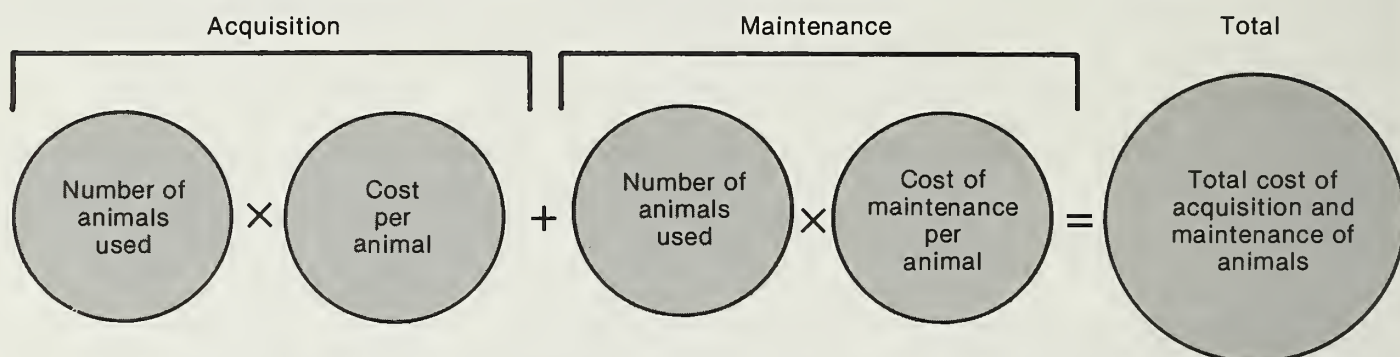 Acquisition
Maintenance
Total
Number of
animals
used
×
Cost
per
animal
+
Number of
animals
used
×
Cost of
maintenance
per
animal
=
Total cost of
acquisition and
maintenance of
animals